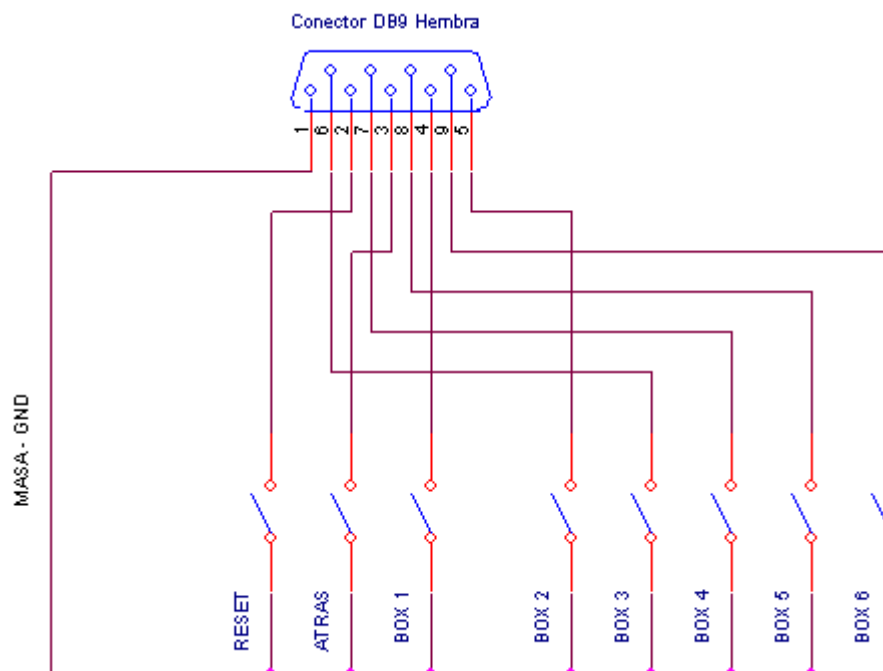 Conector DB9 Hembra
1
6
2
7
3
8
4
9
5
MASA - GND
RESET
ATRAS
BOX 1
BOX 2
BOX 3
BOX 4
BOX 5
BOX 6